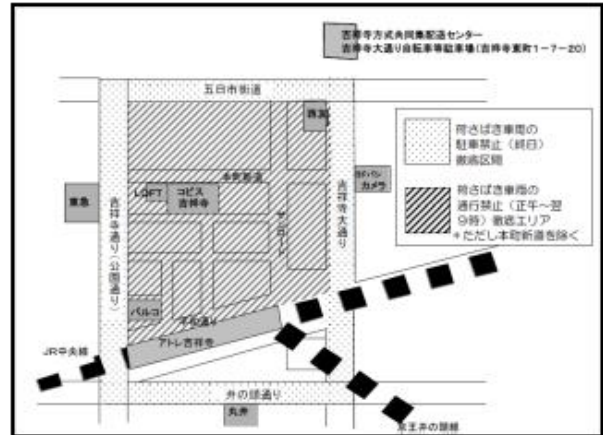 吉祥寺方式共同集配送センター
吉祥寺大通り自転車等駐車場(吉祥寺東町1-7-20)
五日市街道
西友
本町新道
LOFT
コピス
吉祥寺
東急
吉祥寺通り(公園通り)
吉祥寺大通り
ヨドバシ
カメラ
荷さばき車両の
駐車禁止(終日)
徹底区間
荷さばき車両の
通行禁止(正午~翌
9時)徹底エリア
*ただし本町新道を除く
パルコ
平和通り
アトレ吉祥寺
JR中央線
井の頭通り
丸井
京王井の頭線